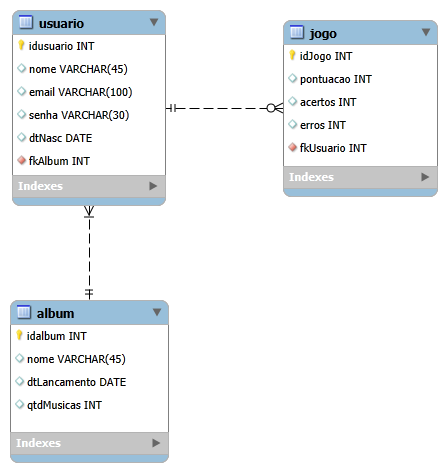 usuario
idusuario INT
nome VARCHAR(45)
email VARCHAR(100)
senha VARCHAR(30)
dtNasc DATE
fkAlbum INT
Indexes
jogo
idJogo INT
pontuacao INT
acertos INT
erros INT
fkUsuario INT
Indexes
album
idalbum INT
nome VARCHAR(45)
dtLancamento DATE
qtdMusicas INT
Indexes